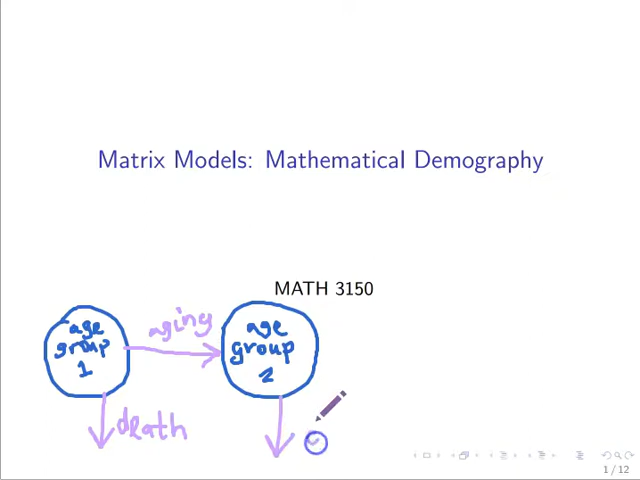 Matrix Models: Mathematical Demography
MATH 3150
age
group
1
aging
age
group
2
death
1 / 12